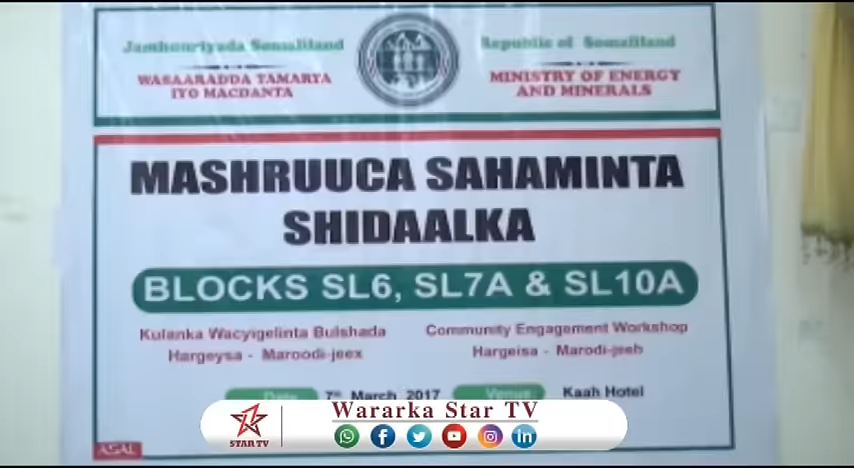 Jamhouriyada Somaliland
WASAARADDA TAMARTA
IYO MACDANTA
Republic of Somaliland
MINISTRY OF ENERGY
AND MINERALS
MASHRUUCA SAHAMINTA
SHIDAALKA
BLOCKS SL6, SL7A & SL10A
Kulanka Wacyigelinta Bulshada
Hargeysa - Maroodi-jeex
Community Engagement Workshop
Hargeisa - Marodi-jeeh
Date 7th March 2017
Venue Kaah Hotel
ASAL
STAR TV
Wararka Star TV